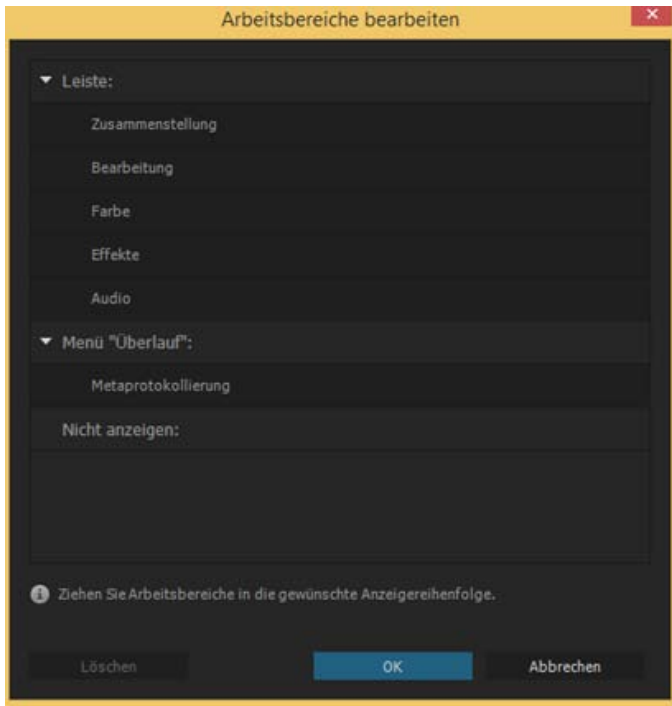 Arbeitsbereiche bearbeiten
Leiste:
Zusammenstellung
Bearbeitung
Farbe
Effekte
Audio
Menü "Überlauf":
Metaprotokollierung
Nicht anzeigen:
Ziehen Sie Arbeitsbereiche in die gewünschte Anzeigereihenfolge.
Löschen OK Abbrechen